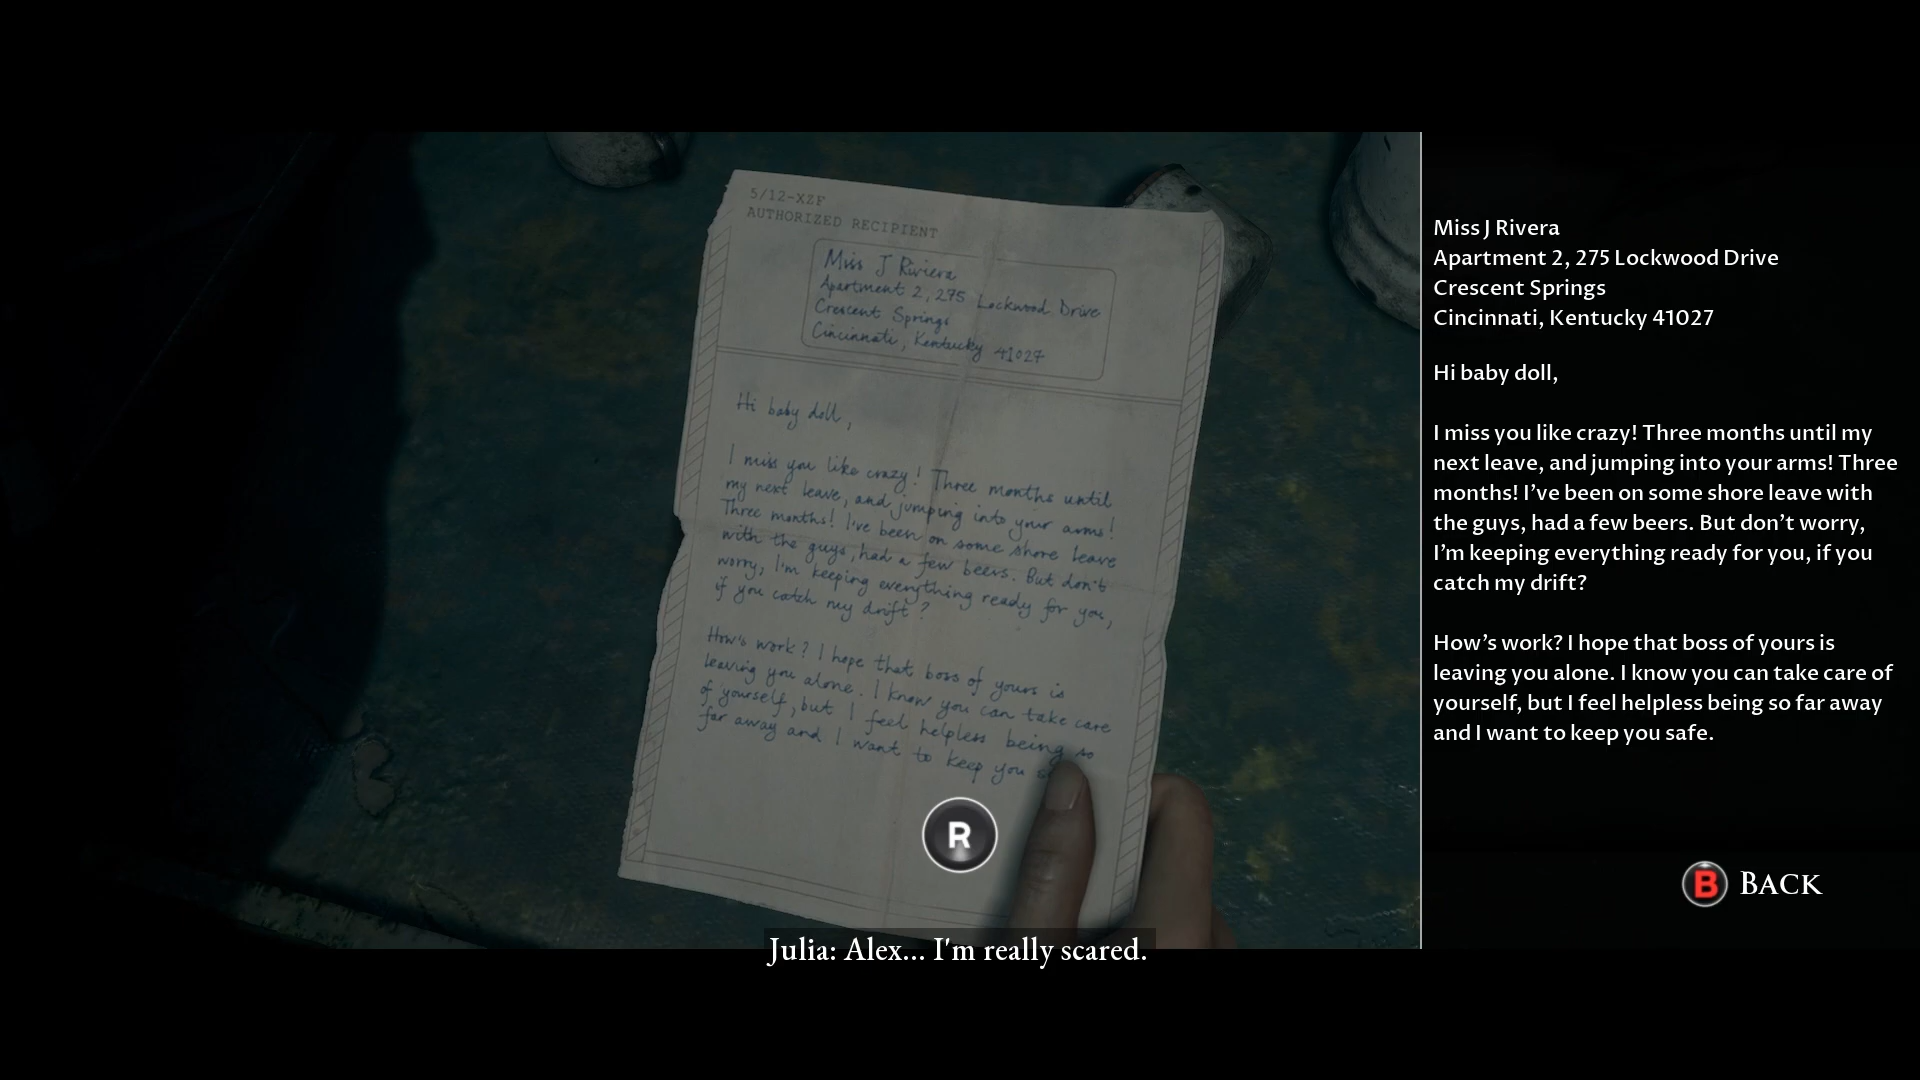 5/12-XZF
AUTHORIZED RECIPIENT
Miss J Riviera
Apartment 2, 275 Lockwood Drive
Crescent Springs
Cincinnati, Kentucky 41027
Hi baby doll,
I miss you like crazy! Three months until
my next leave, and jumping into your arms!
Three months! I've been on some shore leave
with the guys, had a few beers. But don't
worry, I'm keeping everything ready for you,
if you catch my drift?
How's work? I hope that boss of yours is
leaving you alone. I know you can take care
of yourself, but I feel helpless being so
far away and I want to keep you s
R
Miss J Rivera
Apartment 2, 275 Lockwood Drive
Crescent Springs
Cincinnati, Kentucky 41027
Hi baby doll,
I miss you like crazy! Three months until my
next leave, and jumping into your arms! Three
months! I've been on some shore leave with
the guys, had a few beers. But don't worry,
I'm keeping everything ready for you, if you
catch my drift?
How's work? I hope that boss of yours is
leaving you alone. I know you can take care of
yourself, but I feel helpless being so far away
and I want to keep you safe.
B BACK
Julia: Alex... I'm really scared.